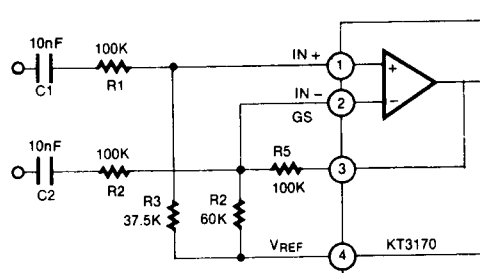 10nF
100K
C1
R1
IN +
1
+
IN −
2
−
GS
10nF
100K
C2
R2
R5
100K
3
R3
37.5K
R2
60K
VREF
4
KT3170